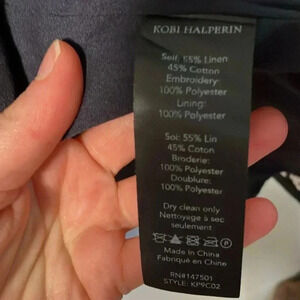 KOBI HALPERIN
Self: 55% Linen
45% Cotton
Embroidery:
100% Polyester
Lining:
100% Polyester
Soi: 55% Lin
45% Coton
Broderie:
100% Polyester
Doublure:
100% Polyester
Dry clean only
Nettoyage à sec
seulement
Made in China
Fabriqué en Chine
RN#147501
STYLE: KP9C02